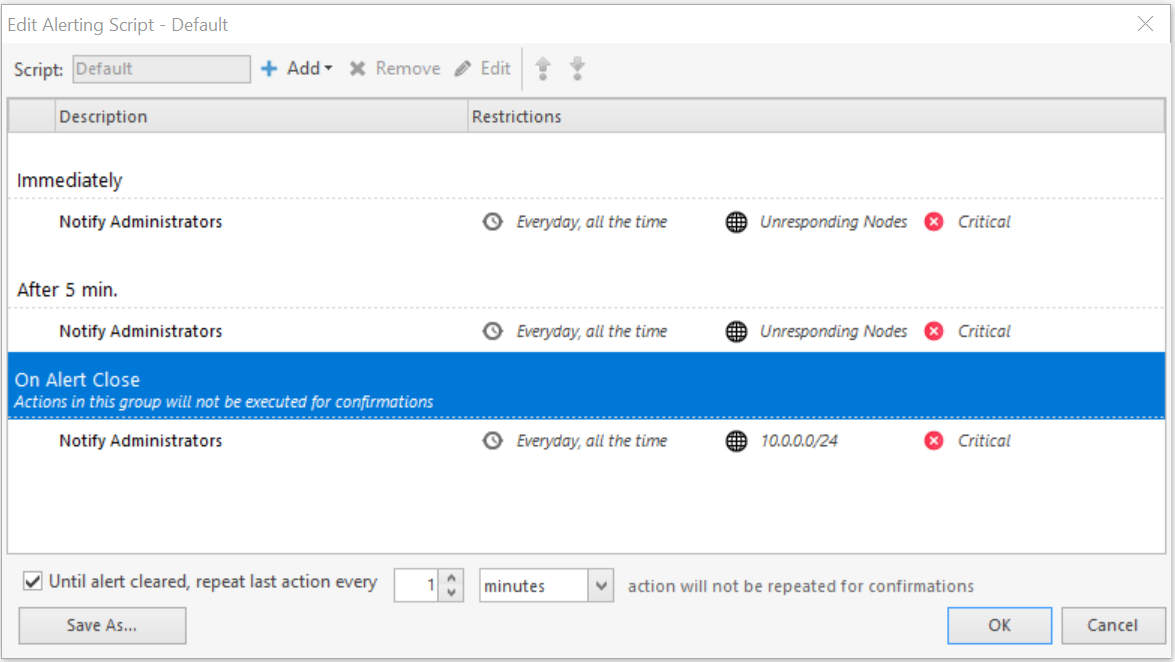 Edit Alerting Script - Default
Script: Default Add Remove Edit
Description Restrictions
Immediately
Notify Administrators Everyday, all the time Unresponding Nodes Critical
After 5 min.
Notify Administrators Everyday, all the time Unresponding Nodes Critical
On Alert Close
Actions in this group will not be executed for confirmations
Notify Administrators Everyday, all the time 10.0.0.0/24 Critical
Until alert cleared, repeat last action every 1 minutes action will not be repeated for confirmations
Save As... OK Cancel